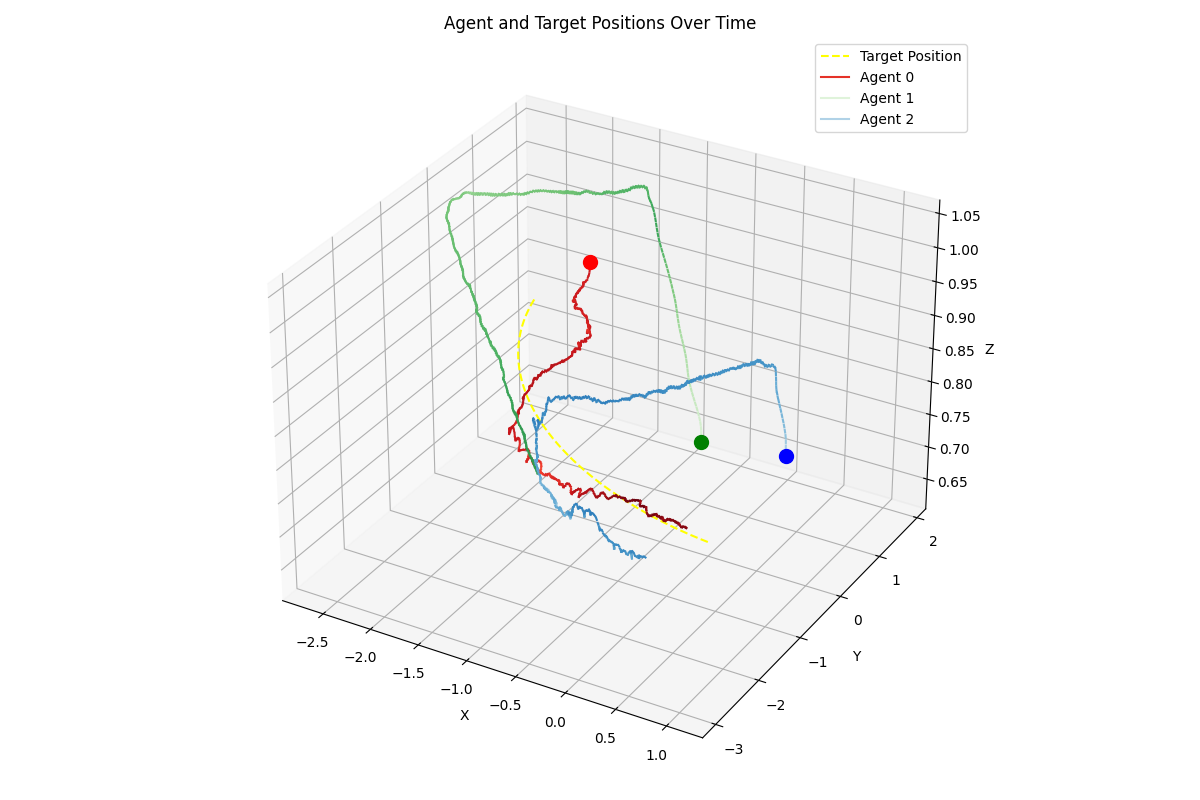 Agent and Target Positions Over Time
Target Position
Agent 0
Agent 1
Agent 2
1.05
1.00
0.95
0.90
0.85
0.80
0.75
0.70
0.65
Z
2
1
0
−1
−2
−3
Y
−2.5
−2.0
−1.5
−1.0
−0.5
0.0
0.5
1.0
X